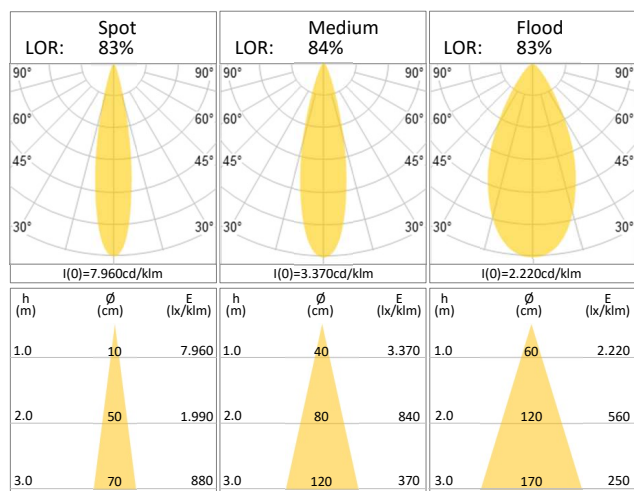 Spot
LOR: 83%
90° 90°
60° 60°
45° 45°
30° 30°
I(0)=7.960cd/klm
h Ø E
(m) (cm) (lx/klm)
1.0 10 7.960
2.0 50 1.990
3.0 70 880
Medium
LOR: 84%
90° 90°
60° 60°
45° 45°
30° 30°
I(0)=3.370cd/klm
h Ø E
(m) (cm) (lx/klm)
1.0 40 3.370
2.0 80 840
3.0 120 370
Flood
LOR: 83%
90° 90°
60° 60°
45° 45°
30° 30°
I(0)=2.220cd/klm
h Ø E
(m) (cm) (lx/klm)
1.0 60 2.220
2.0 120 560
3.0 170 250